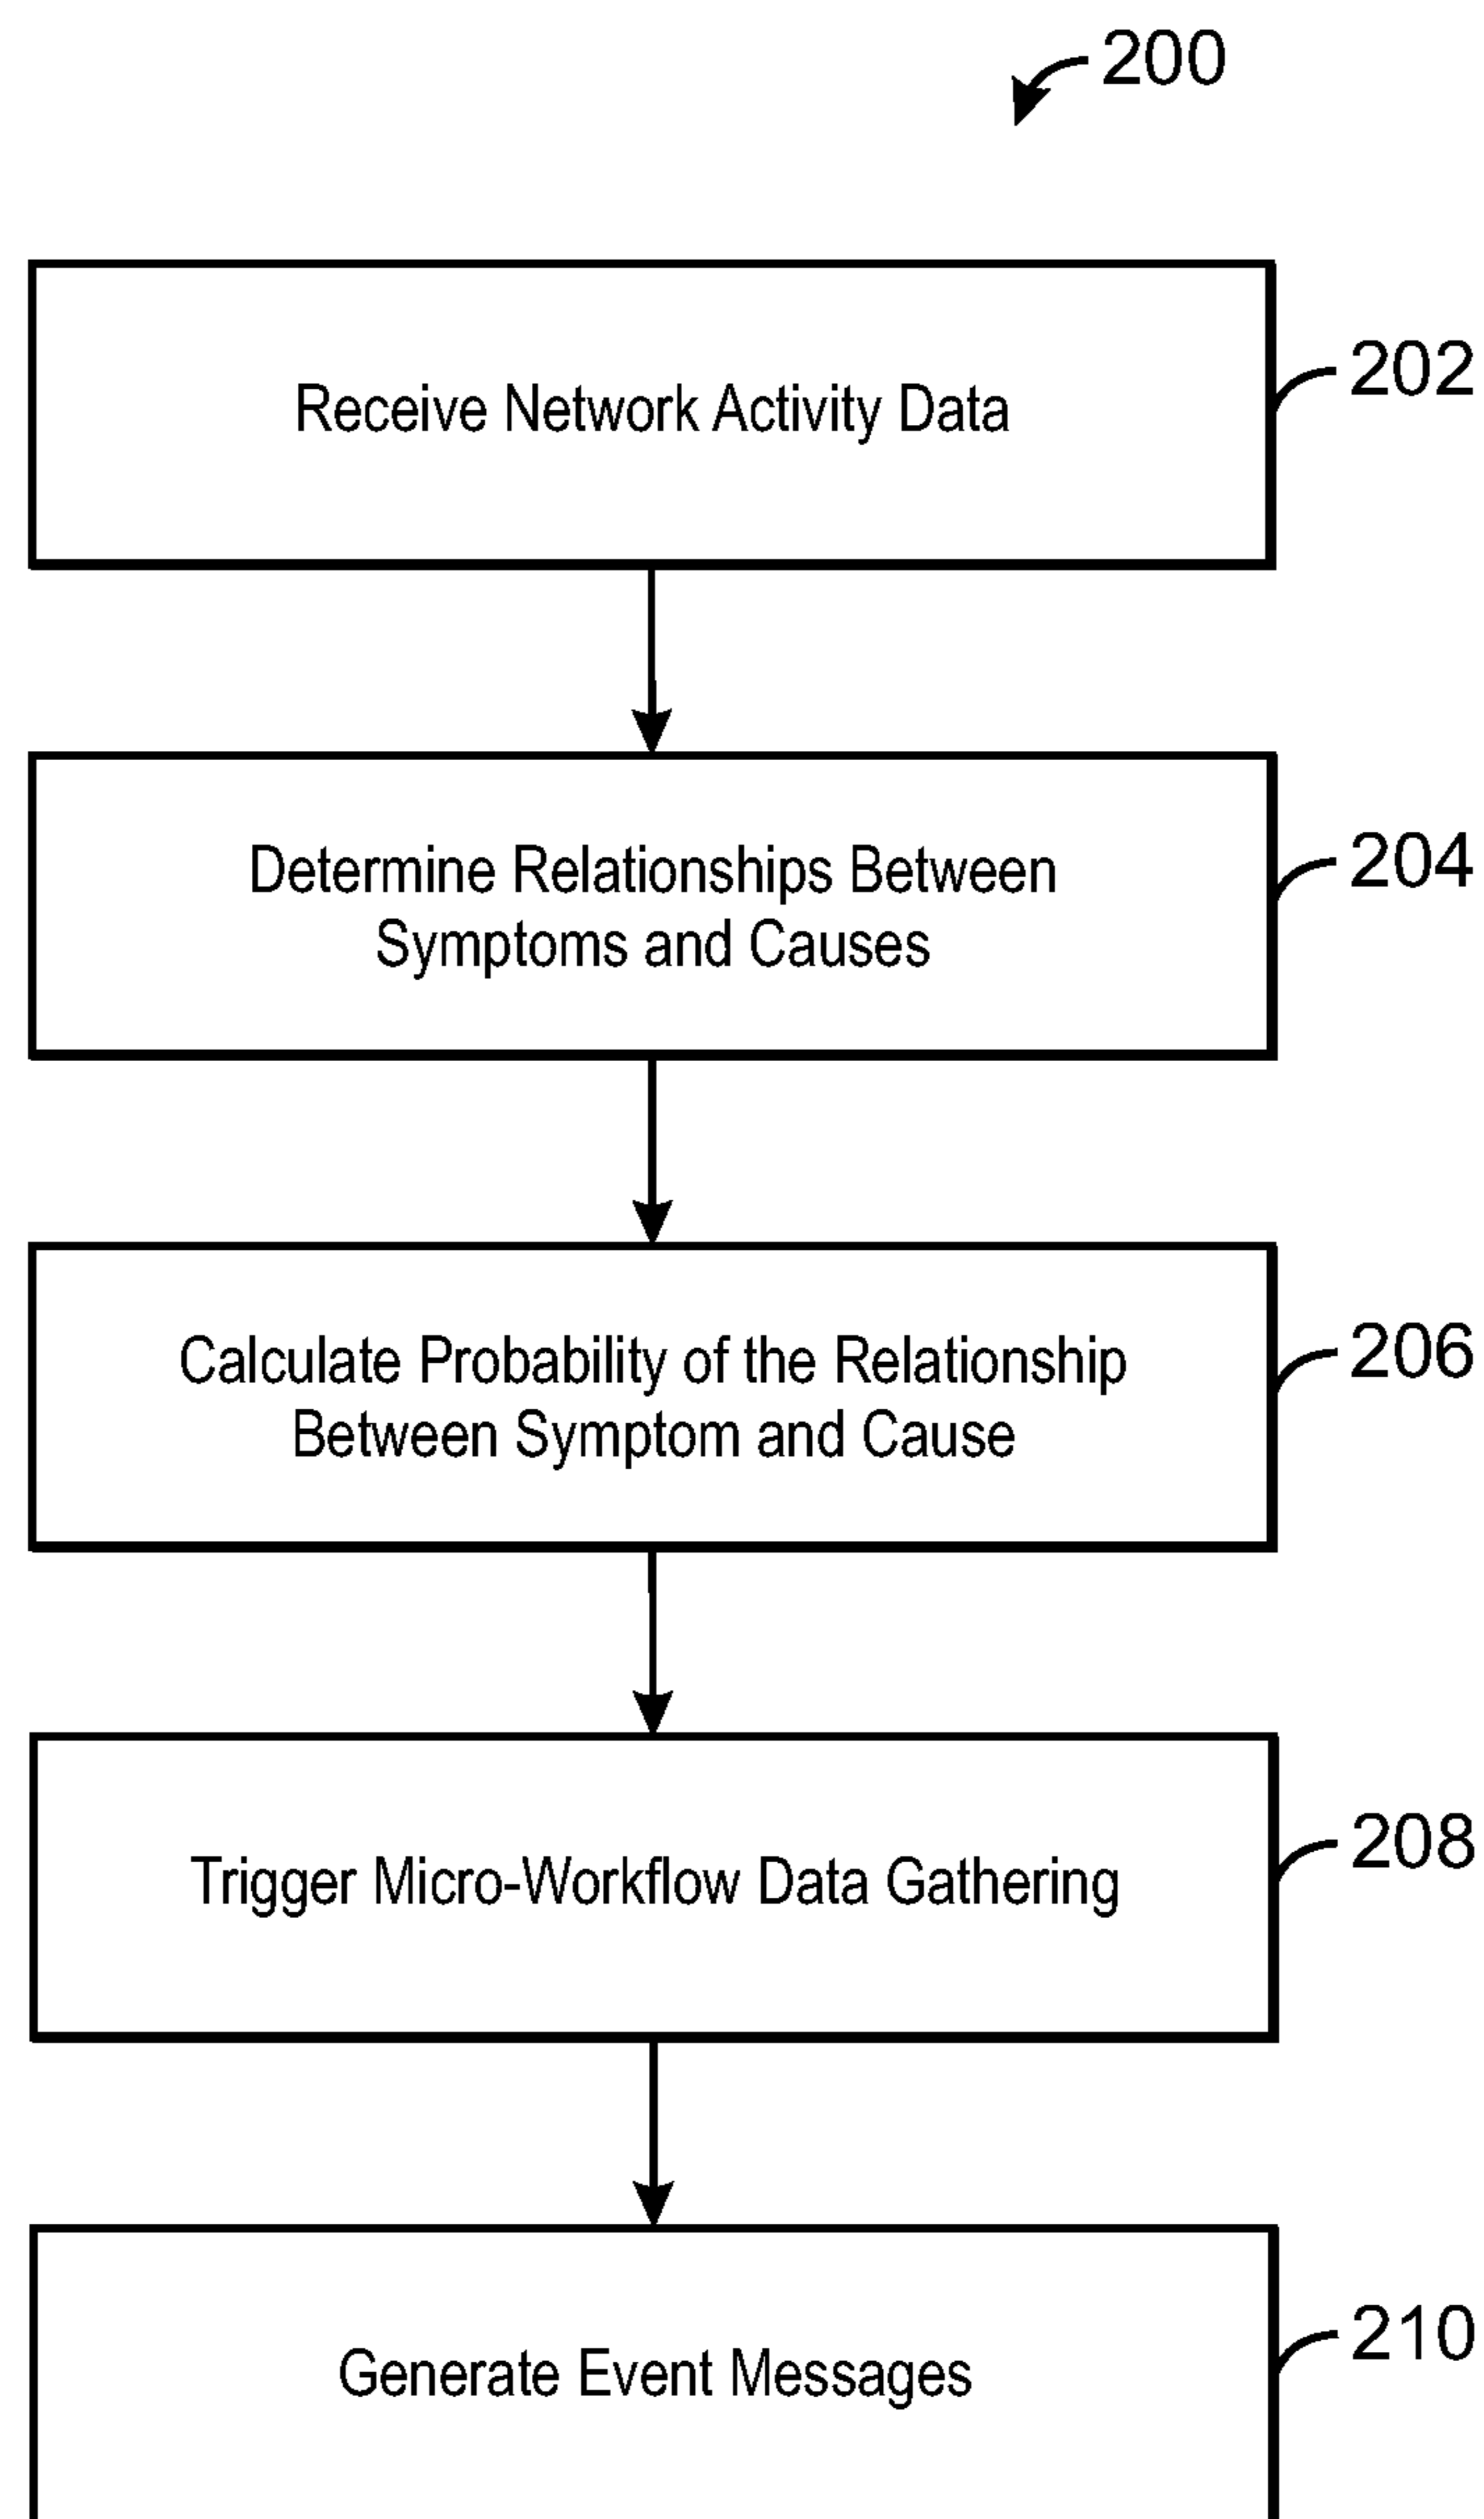 200
Receive Network Activity Data
202
Determine Relationships Between
Symptoms and Causes
204
Calculate Probability of the Relationship
Between Symptom and Cause
206
Trigger Micro-Workflow Data Gathering
208
Generate Event Messages
210